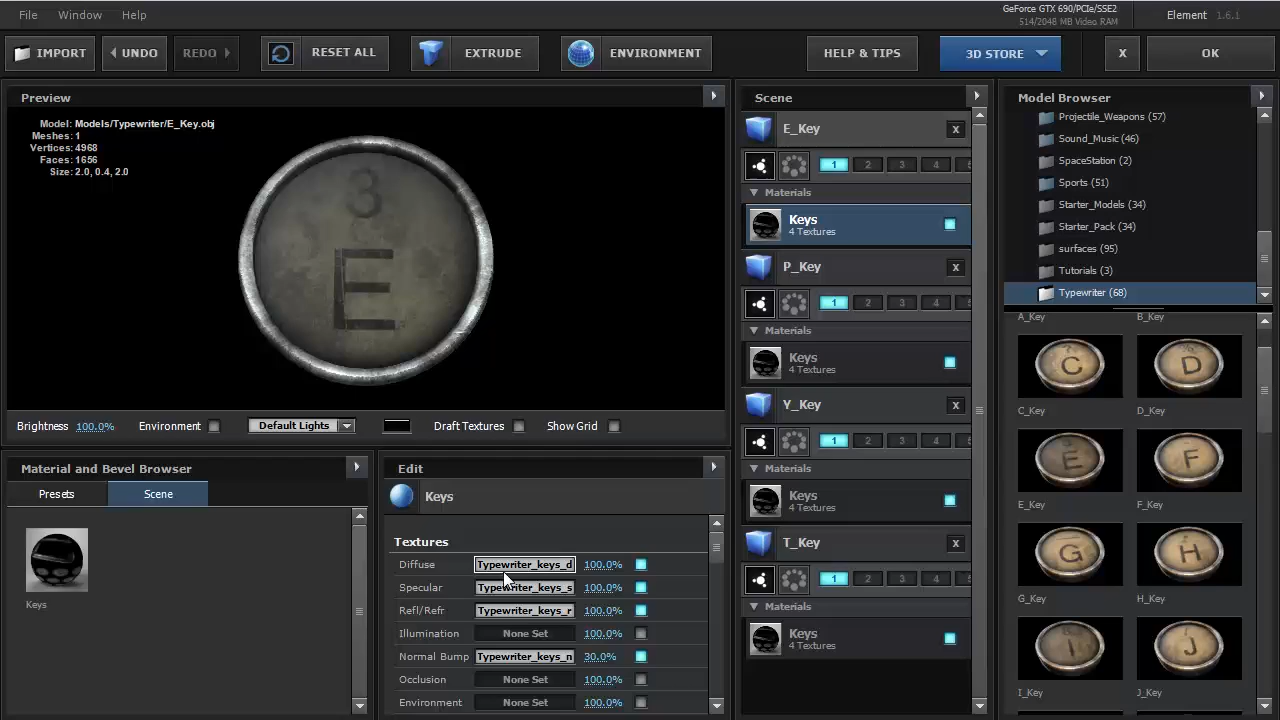 File Window Help
GeForce GTX 690/PCIe/SSE2
514/2048 MB Video RAM
Element 1.6.1
IMPORT UNDO REDO RESET ALL EXTRUDE ENVIRONMENT HELP & TIPS 3D STORE X OK
Preview
Model: Models/Typewriter/E_Key.obj
Meshes: 1
Vertices: 4968
Faces: 1656
Size: 2.0, 0.4, 2.0
3
E
Brightness 100.0% Environment Default Lights Draft Textures Show Grid
Material and Bevel Browser
Presets Scene
Keys
Edit
Keys
Textures
Diffuse Typewriter_keys_d 100.0%
Specular Typewriter_keys_s 100.0%
Refl/Refr Typewriter_keys_r 100.0%
Illumination None Set 100.0%
Normal Bump Typewriter_keys_n 30.0%
Occlusion None Set 100.0%
Environment None Set 100.0%
Scene
E_Key X
1 2 3 4 5
Materials
Keys
4 Textures
P_Key X
1 2 3 4 5
Materials
Keys
4 Textures
Y_Key X
1 2 3 4 5
Materials
Keys
4 Textures
T_Key X
1 2 3 4 5
Materials
Keys
4 Textures
Model Browser
Projectile_Weapons (57)
Sound_Music (46)
SpaceStation (2)
Sports (51)
Starter_Models (34)
Starter_Pack (34)
surfaces (95)
Tutorials (3)
Typewriter (68)
A_Key B_Key
C D
C_Key D_Key
E F
E_Key F_Key
G H
G_Key H_Key
I J
I_Key J_Key